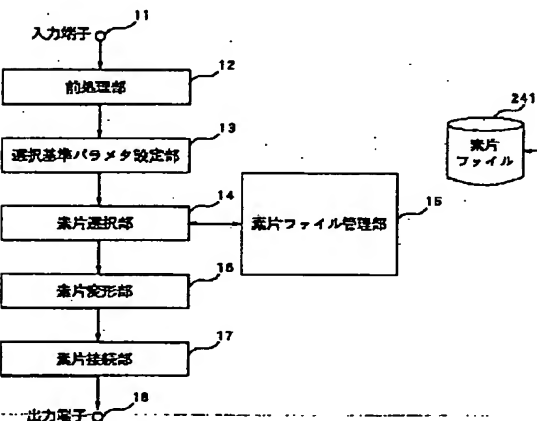 11
入力端子
12
前処理部
13
選択基準パラメタ設定部
241
素片
ファイル
14
素片選択部
15
素片ファイル管理部
16
素片変形部
17
素片接続部
18
出力端子